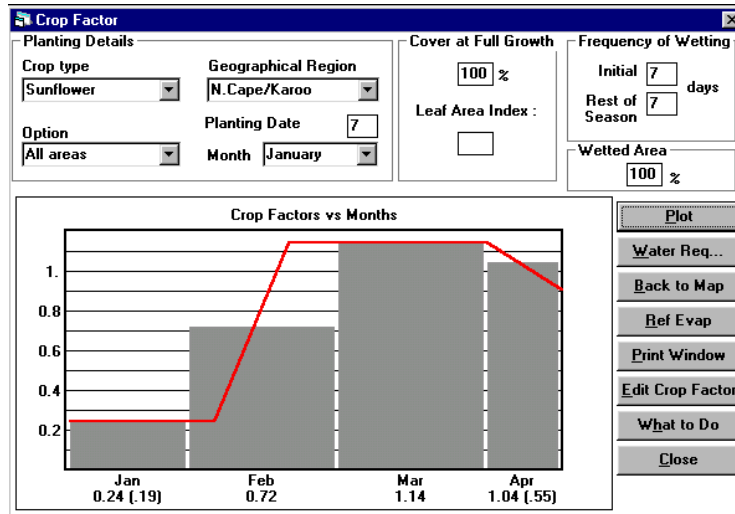 Crop Factor
Planting Details
Crop type
Sunflower
Geographical Region
N.Cape/Karoo
Option
All areas
Planting Date 7
Month January
Cover at Full Growth
100 %
Leaf Area Index :
Frequency of Wetting
Initial 7
Rest of Season 7
days
Wetted Area
100 %
Crop Factors vs Months
1.
0.8
0.6
0.4
0.2
Jan Feb Mar Apr
0.24 (.19) 0.72 1.14 1.04 (.55)
Plot
Water Req...
Back to Map
Ref Evap
Print Window
Edit Crop Factor
What to Do
Close